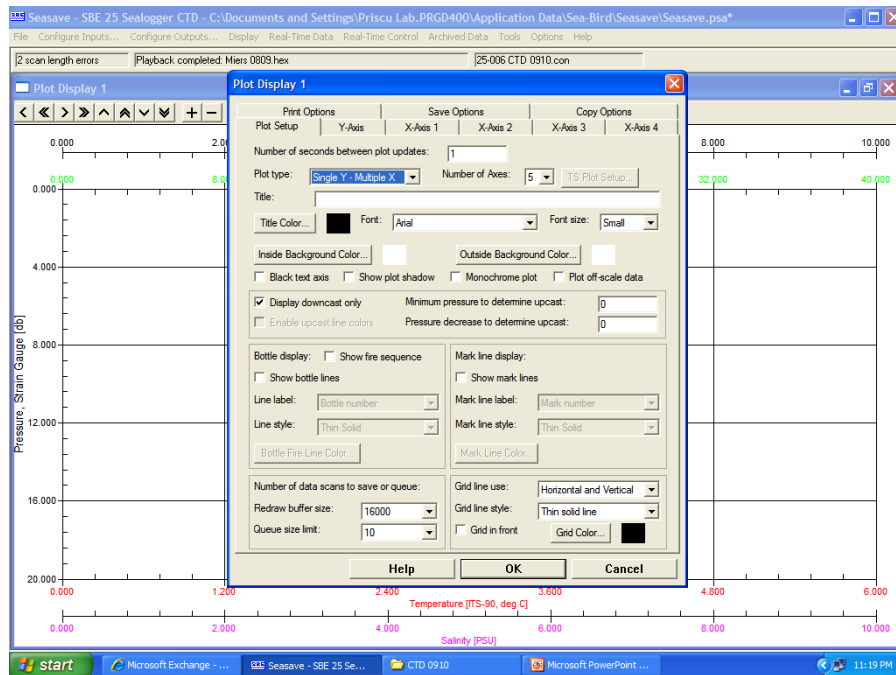 Seasave - SBE 25 Sealogger CTD - C:\Documents and Settings\Priscu Lab.PRGD400\Application Data\Sea-Bird\Seasave\Seasave.psa*
File Configure Inputs... Configure Outputs... Display Real-Time Data Real-Time Control Archived Data Tools Options Help
2 scan length errors Playback completed: Miers 0809.hex 25-006 CTD 0910.con
Plot Display 1
Plot Display 1
Print Options Save Options Copy Options
Plot Setup Y-Axis X-Axis 1 X-Axis 2 X-Axis 3 X-Axis 4
0.000 2.0 8.000 10.000
0.000 8.0 32.000 40.000
Number of seconds between plot updates: 1
Plot type: Single Y - Multiple X Number of Axes: 5 TS Plot Setup...
Title:
Title Color... Font: Arial Font size: Small
Inside Background Color... Outside Background Color...
Black text axis Show plot shadow Monochrome plot Plot off-scale data
Display downcast only Minimum pressure to determine upcast: 0
Enable upcast line colors Pressure decrease to determine upcast: 0
Bottle display: Show fire sequence
Show bottle lines
Line label: Bottle number
Line style: Thin Solid
Bottle Fire Line Color...
Mark line display:
Show mark lines
Mark line label: Mark number
Mark line style: Thin Solid
Mark Line Color...
Number of data scans to save or queue:
Redraw buffer size: 16000
Queue size limit: 10
Grid line use: Horizontal and Vertical
Grid line style: Thin solid line
Grid in front Grid Color...
Help OK Cancel
Pressure, Strain Gauge [db]
0.000
4.000
8.000
12.000
16.000
20.000
0.000 1.200 2.400 3.600 4.800 6.000
Temperature [ITS-90, deg C]
0.000 2.000 4.000 6.000 8.000 10.000
Salinity [PSU]
start Microsoft Exchange - ... Seasave - SBE 25 Se... CTD 0910 Microsoft PowerPoint ... 11:19 PM